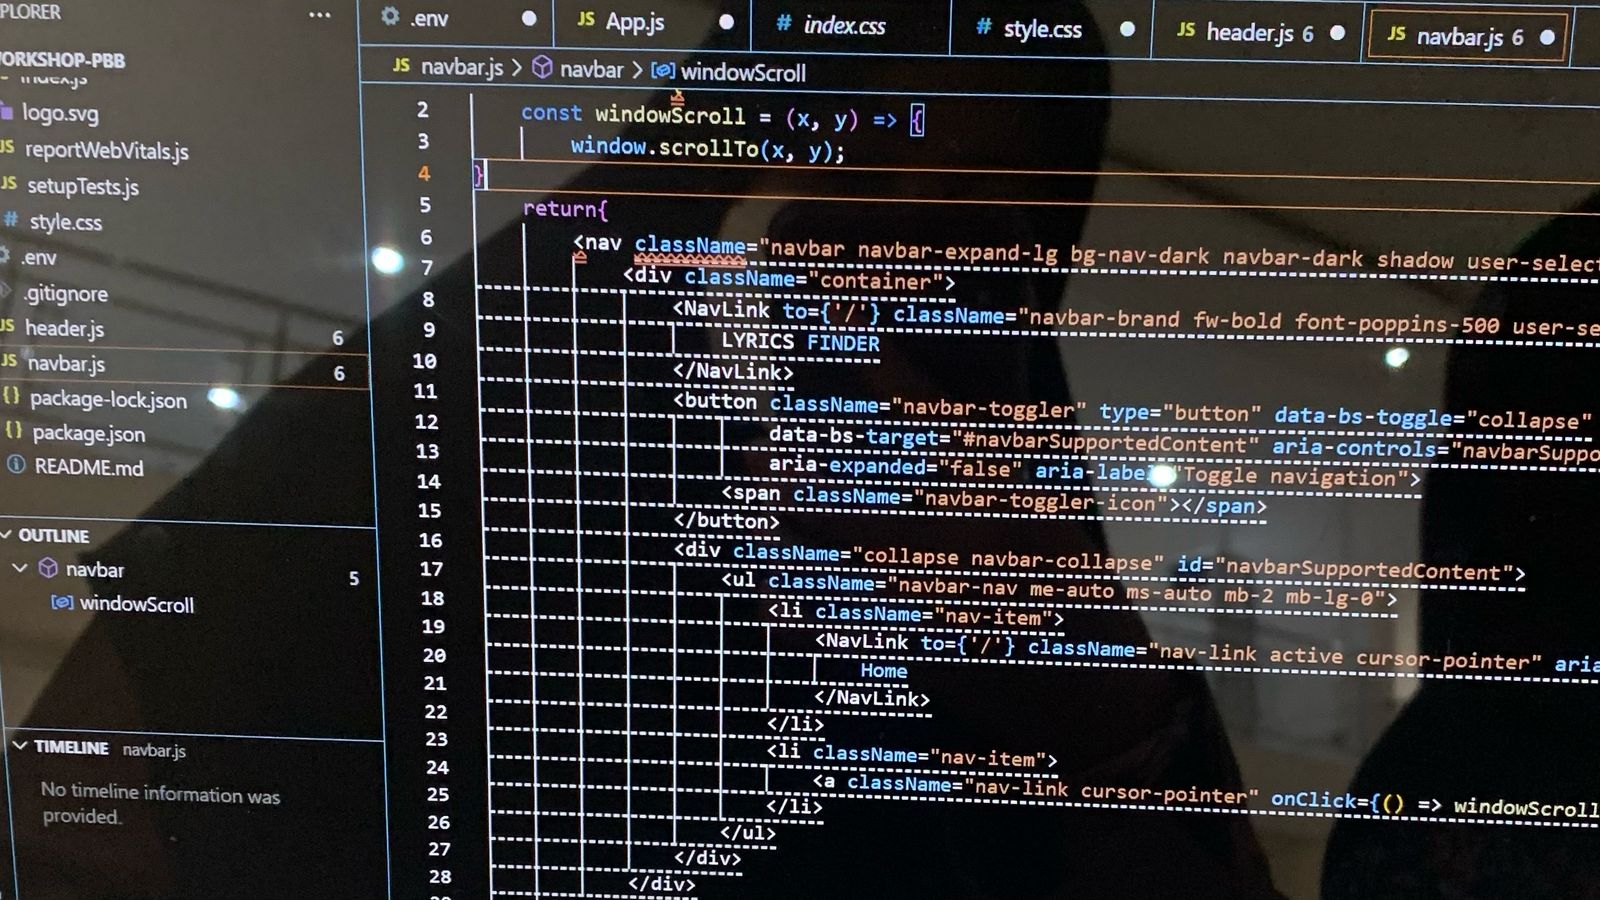 PLORER ...
ORKSHOP-PBB
index.js
logo.svg
JS reportWebVitals.js
JS setupTests.js
# style.css
.env
.gitignore
JS header.js 6
JS navbar.js 6
{} package-lock.json
{} package.json
README.md
OUTLINE
navbar 5
windowScroll
TIMELINE navbar.js
No timeline information was
provided.
.env
JS App.js
# index.css
# style.css
JS header.js 6
JS navbar.js 6
JS navbar.js > navbar > windowScroll
2 const windowScroll = (x, y) => {
3 window.scrollTo(x, y);
4 }
5 return{
6 <nav className="navbar navbar-expand-lg bg-nav-dark navbar-dark shadow user-select
7 <div className="container">
8 <NavLink to={'/'} className="navbar-brand fw-bold font-poppins-500 user-se
9 LYRICS FINDER
10 </NavLink>
11 <button className="navbar-toggler" type="button" data-bs-toggle="collapse"
12 data-bs-target="#navbarSupportedContent" aria-controls="navbarSuppo
13 aria-expanded="false" aria-label "Toggle navigation">
14 <span className="navbar-toggler-icon"></span>
15 </button>
16 <div className="collapse navbar-collapse" id="navbarSupportedContent">
17 <ul className="navbar-nav me-auto ms-auto mb-2 mb-lg-0">
18 <li className="nav-item">
19 <NavLink to={'/'} className="nav-link active cursor-pointer" aria
20 Home
21 </NavLink>
22 </li>
23 <li className="nav-item">
24 <a className="nav-link cursor-pointer" onClick={() => windowScroll
25 </li>
26 </ul>
27 </div>
28 </div>